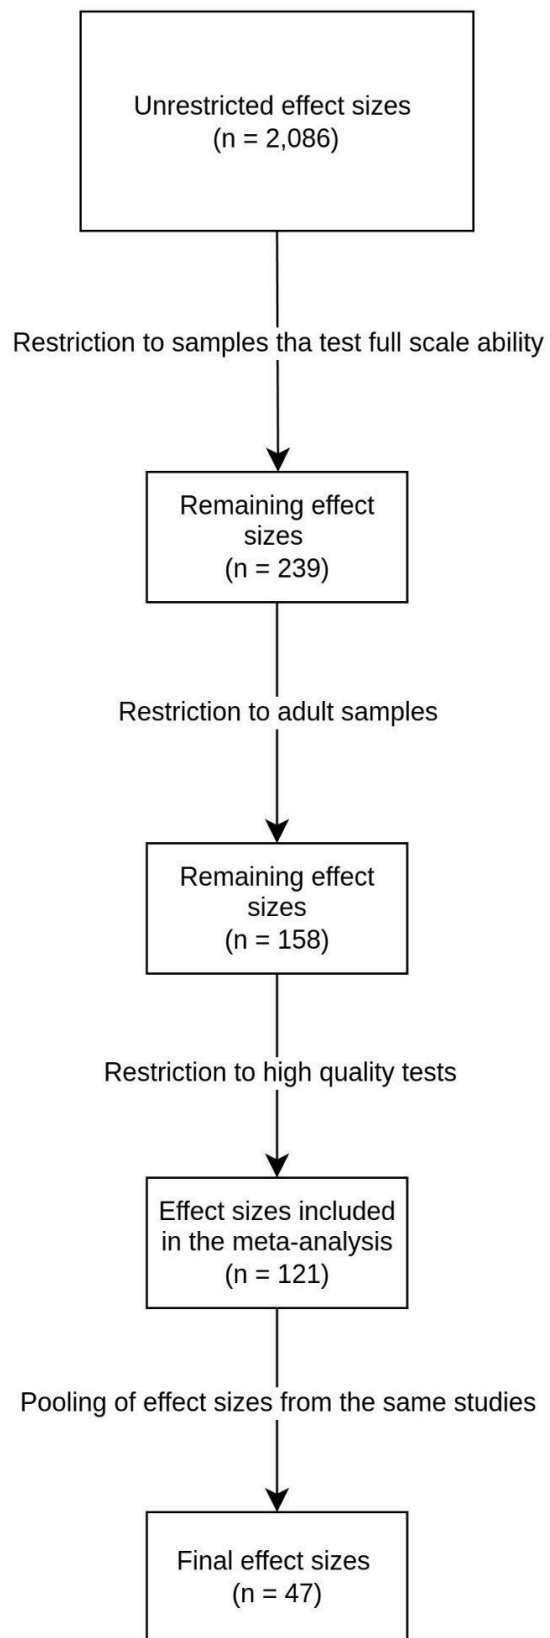 Unrestricted effect sizes
(n = 2,086)
Restriction to samples tha test full scale ability
Remaining effect
sizes
(n = 239)
Restriction to adult samples
Remaining effect
sizes
(n = 158)
Restriction to high quality tests
Effect sizes included
in the meta-analysis
(n = 121)
Pooling of effect sizes from the same studies
Final effect sizes
(n = 47)